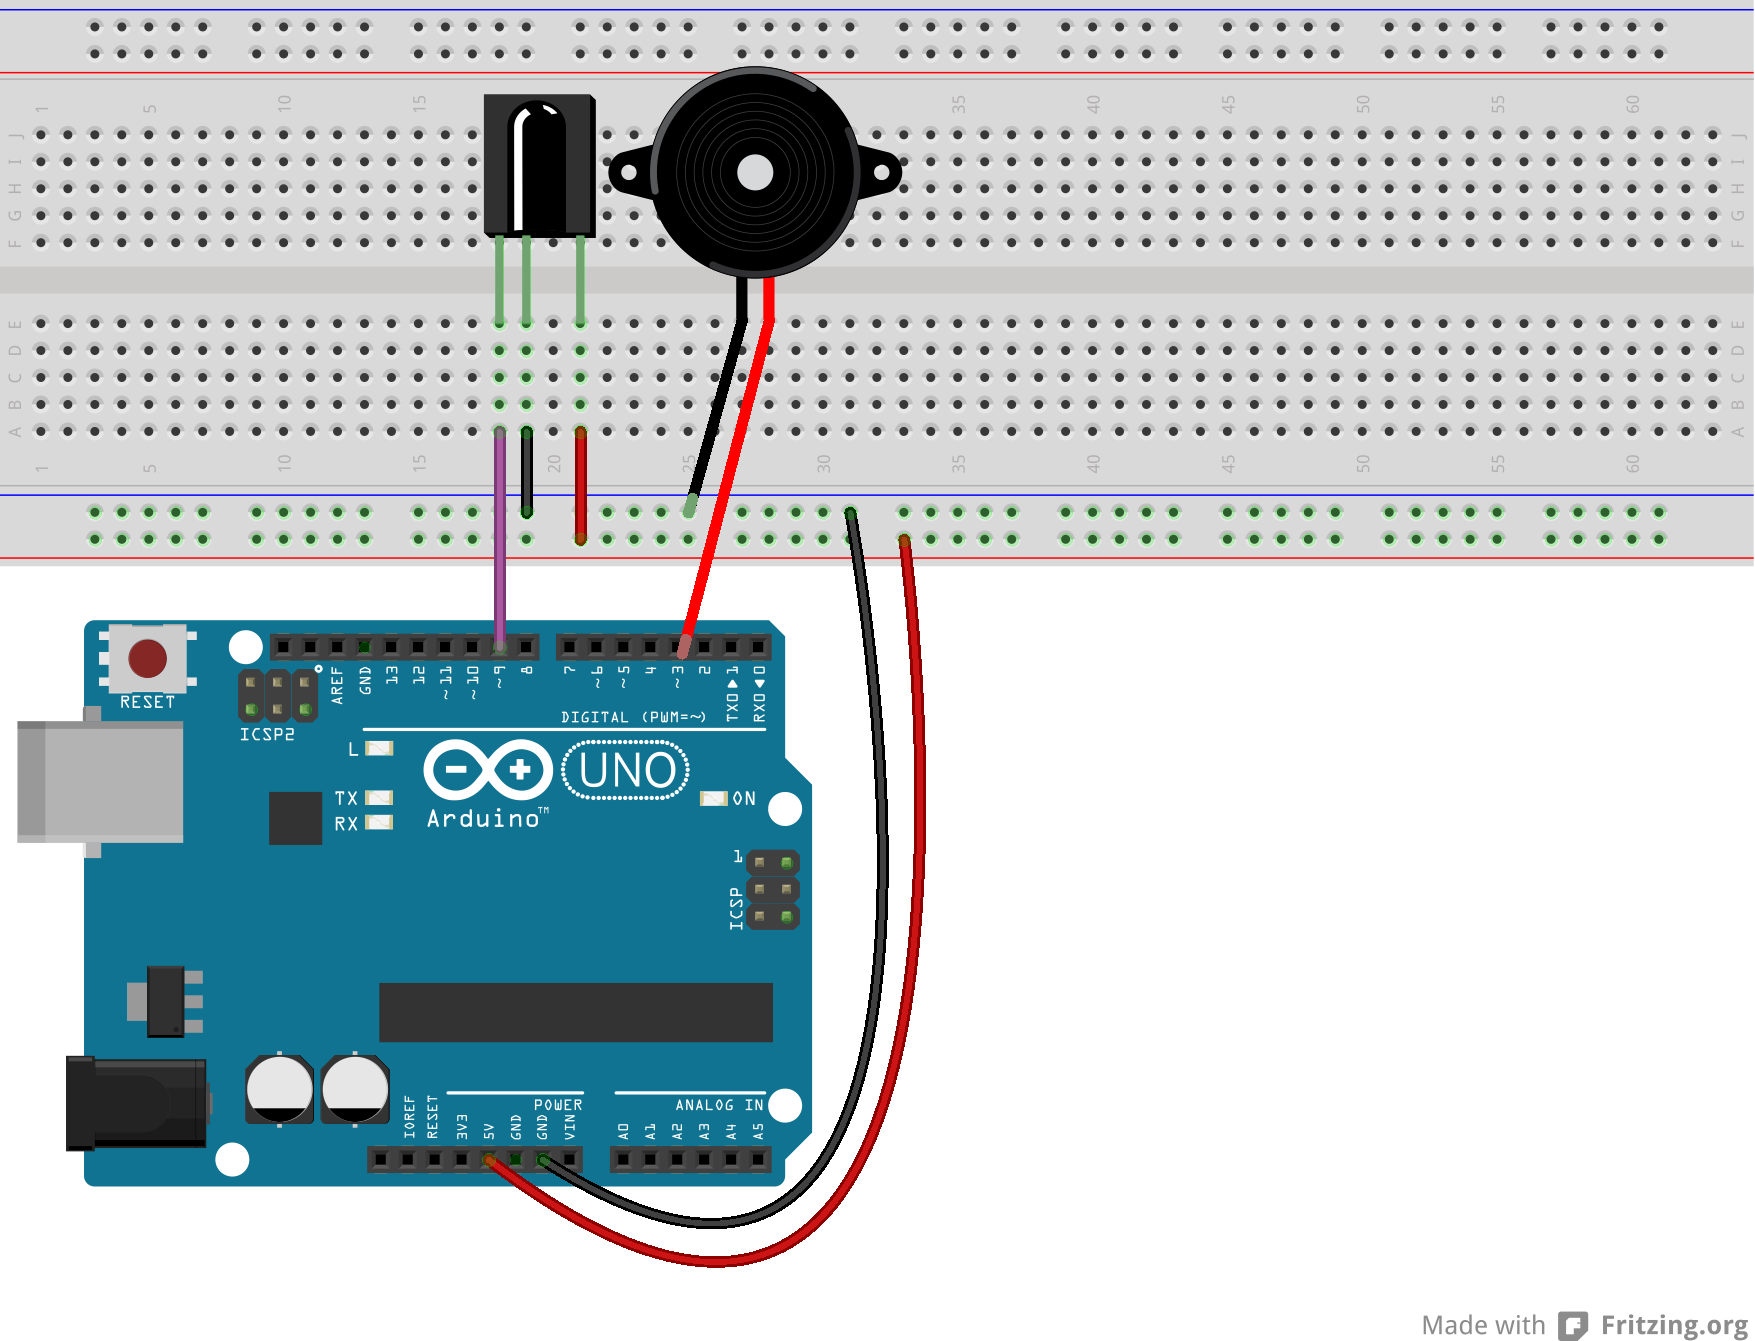 1 5 10 15 35 40 45 50 55 60
J J
I I
H H
G G
F F
E E
D D
C C
B B
A A
1 5 10 15 20 25 30 35 40 45 50 55 60
RESET
ICSP2
AREF
GND
13
12
~11
~10
~9
8
7
~6
~5
4
~3
2
TX0▶1
RX0◀0
DIGITAL (PWM=~)
L
TX
RX
UNO
Arduino™
ON
1
ICSP
IOREF
RESET
3V3
5V
GND
GND
VIN
POWER
ANALOG IN
A0
A1
A2
A3
A4
A5
Made with Fritzing.org